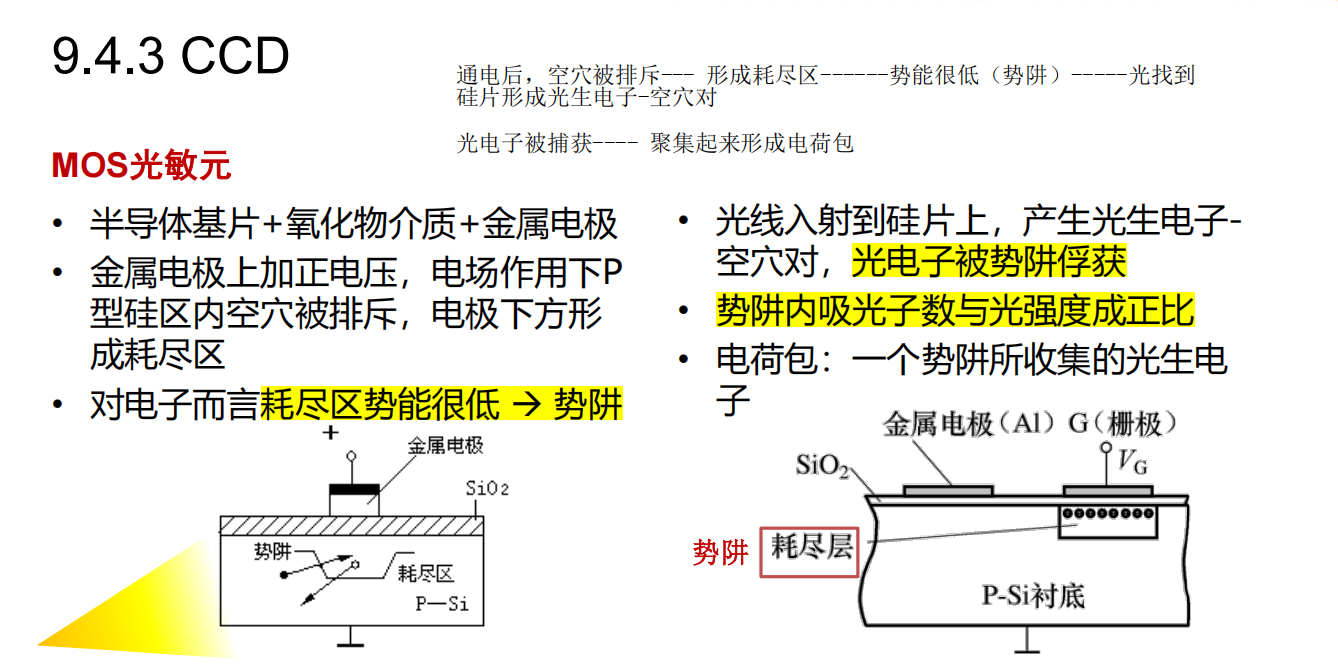 9.4.3 CCD
通电后，空穴被排斥--- 形成耗尽区------势能很低（势阱）-----光找到
硅片形成光生电子-空穴对
光电子被捕获---- 聚集起来形成电荷包
MOS光敏元
• 半导体基片+氧化物介质+金属电极
• 金属电极上加正电压，电场作用下P
型硅区内空穴被排斥，电极下方形
成耗尽区
• 对电子而言耗尽区势能很低 → 势阱
• 光线入射到硅片上，产生光生电子-
空穴对，光电子被势阱俘获
• 势阱内吸光子数与光强度成正比
• 电荷包：一个势阱所收集的光生电
子
+
金属电极
SiO2
势阱
耗尽区
P—Si
金属电极（Al）G（栅极）
SiO2
VG
势阱
耗尽层
P-Si衬底